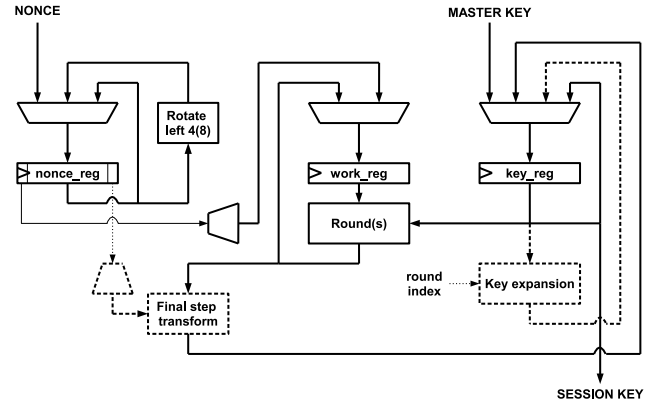 NONCE
MASTER KEY
Rotate
left 4(8)
nonce_reg
work_reg
key_reg
Round(s)
round
index
Key expansion
Final step
transform
SESSION KEY